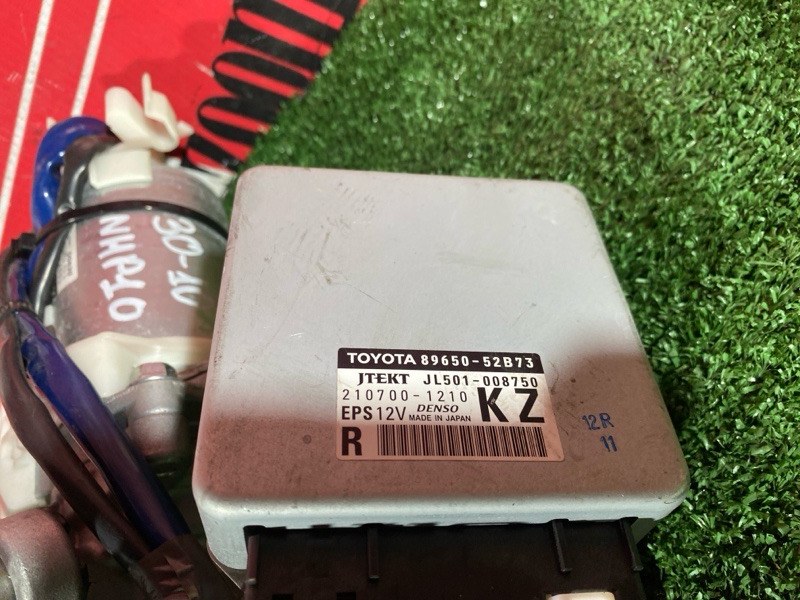 30-10
NHP10
TOYOTA 89650-52B73
JTEKT JL501-008750
210700-1210 KZ
EPS 12V DENSO MADE IN JAPAN
R
12R
11